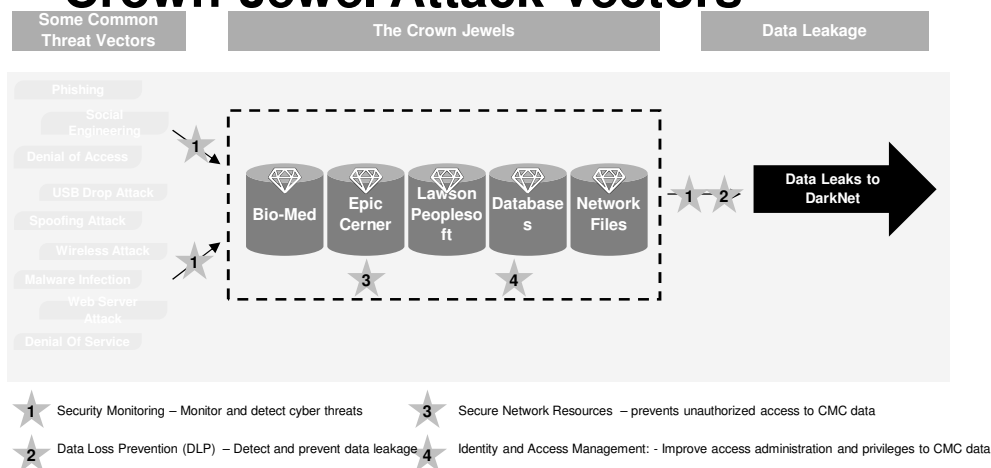 Crown Jewel Attack Vectors
Some Common
Threat Vectors
The Crown Jewels
Data Leakage
Phishing
Social
Engineering
Denial of Access
USB Drop Attack
Spoofing Attack
Wireless Attack
Malware Infection
Web Server
Attack
Denial Of Service
1
1
Bio-Med
Epic
Cerner
Lawson
Peopleso
ft
Database
s
Network
Files
3
4
1
2
Data Leaks to
DarkNet
1 Security Monitoring – Monitor and detect cyber threats
2 Data Loss Prevention (DLP) – Detect and prevent data leakage
3 Secure Network Resources – prevents unauthorized access to CMC data
4 Identity and Access Management: - Improve access administration and privileges to CMC data